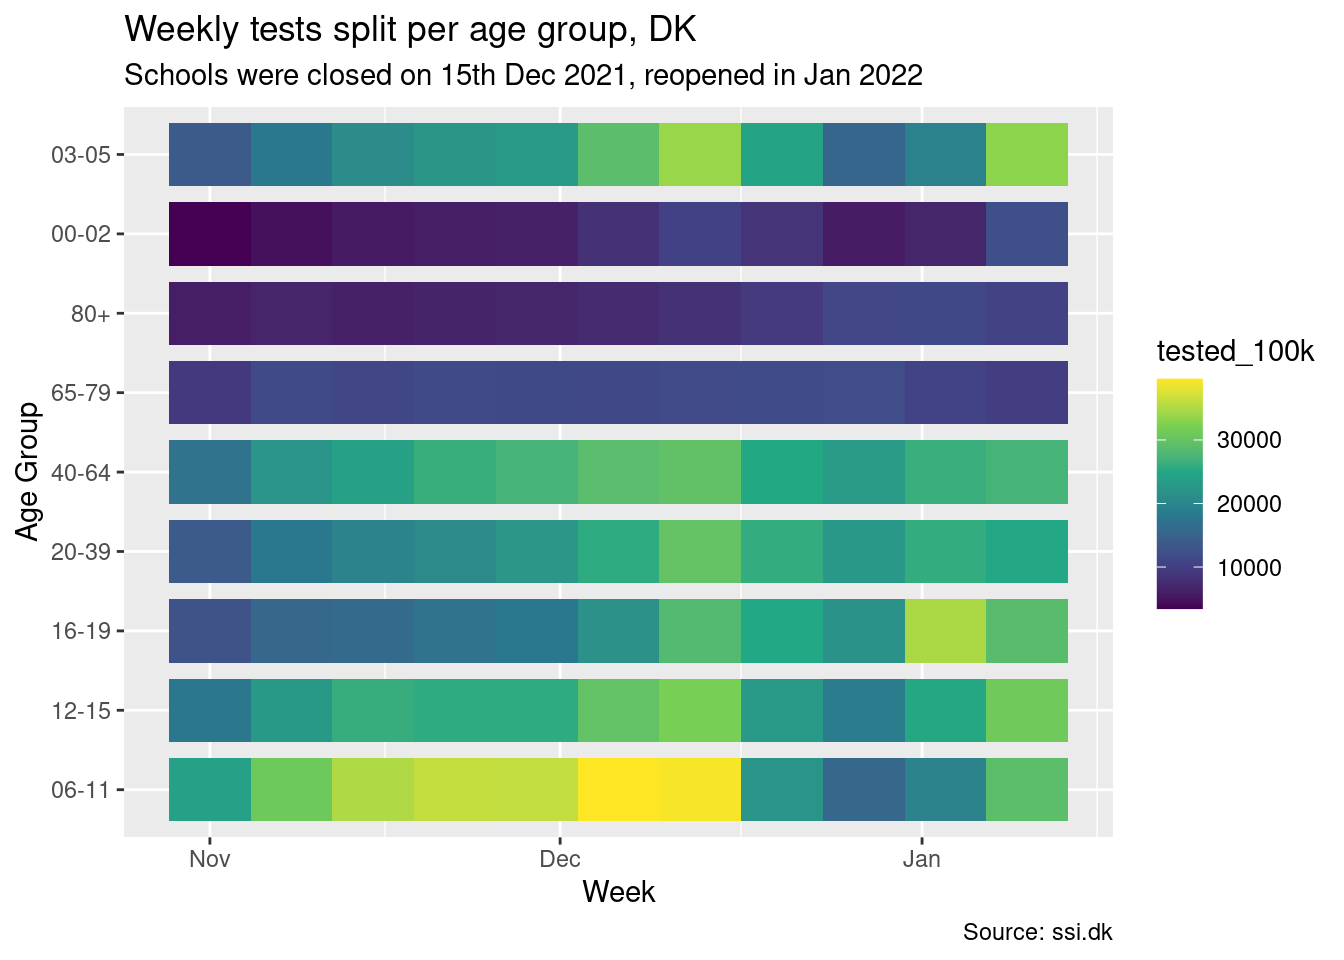 Weekly tests split per age group, DK
Schools were closed on 15th Dec 2021, reopened in Jan 2022
Age Group
03-05
00-02
80+
65-79
40-64
20-39
16-19
12-15
06-11
Nov
Dec
Jan
Week
tested_100k
30000
20000
10000
Source: ssi.dk